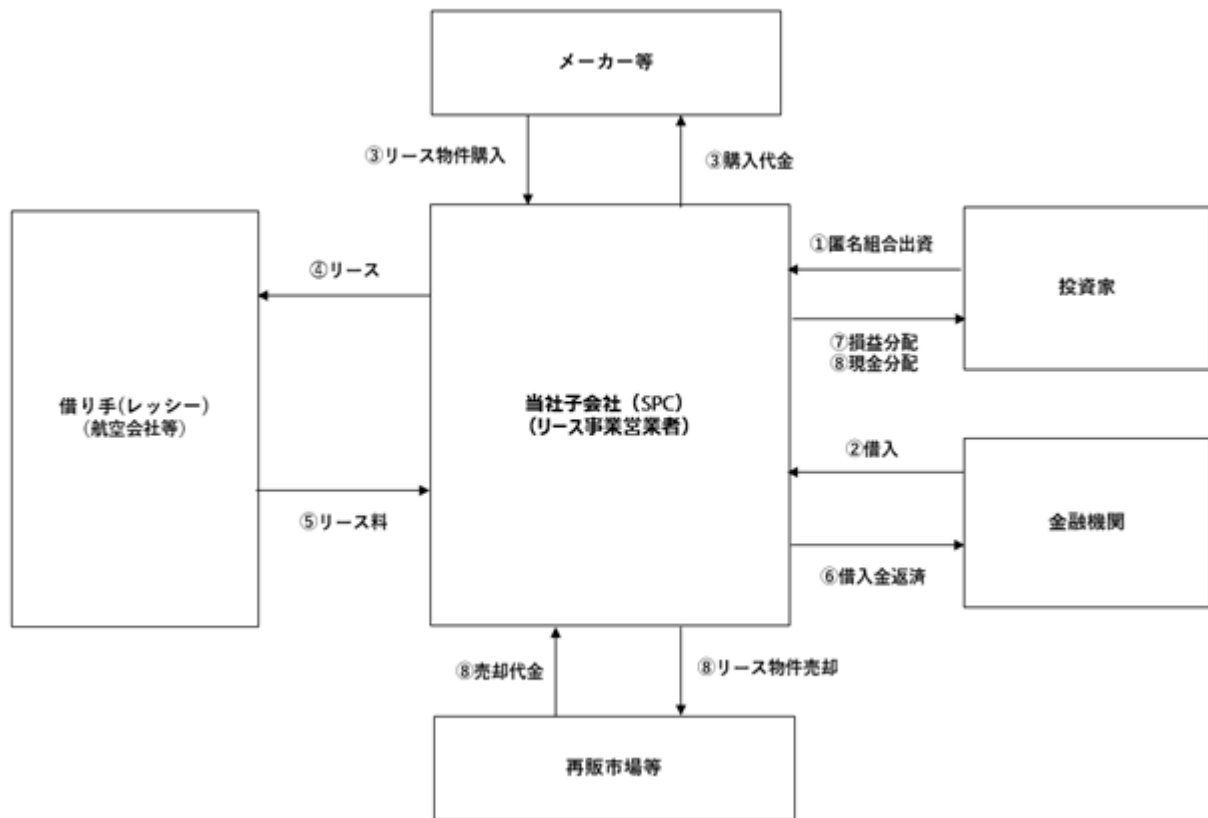 メーカー等
③リース物件購入
③購入代金
①匿名組合出資
④リース
投資家
⑦損益分配
⑧現金分配
借り手(レッシー)
(航空会社等)
当社子会社（SPC）
（リース事業営業者）
②借入
⑤リース料
金融機関
⑥借入金返済
⑧売却代金
⑧リース物件売却
再販市場等